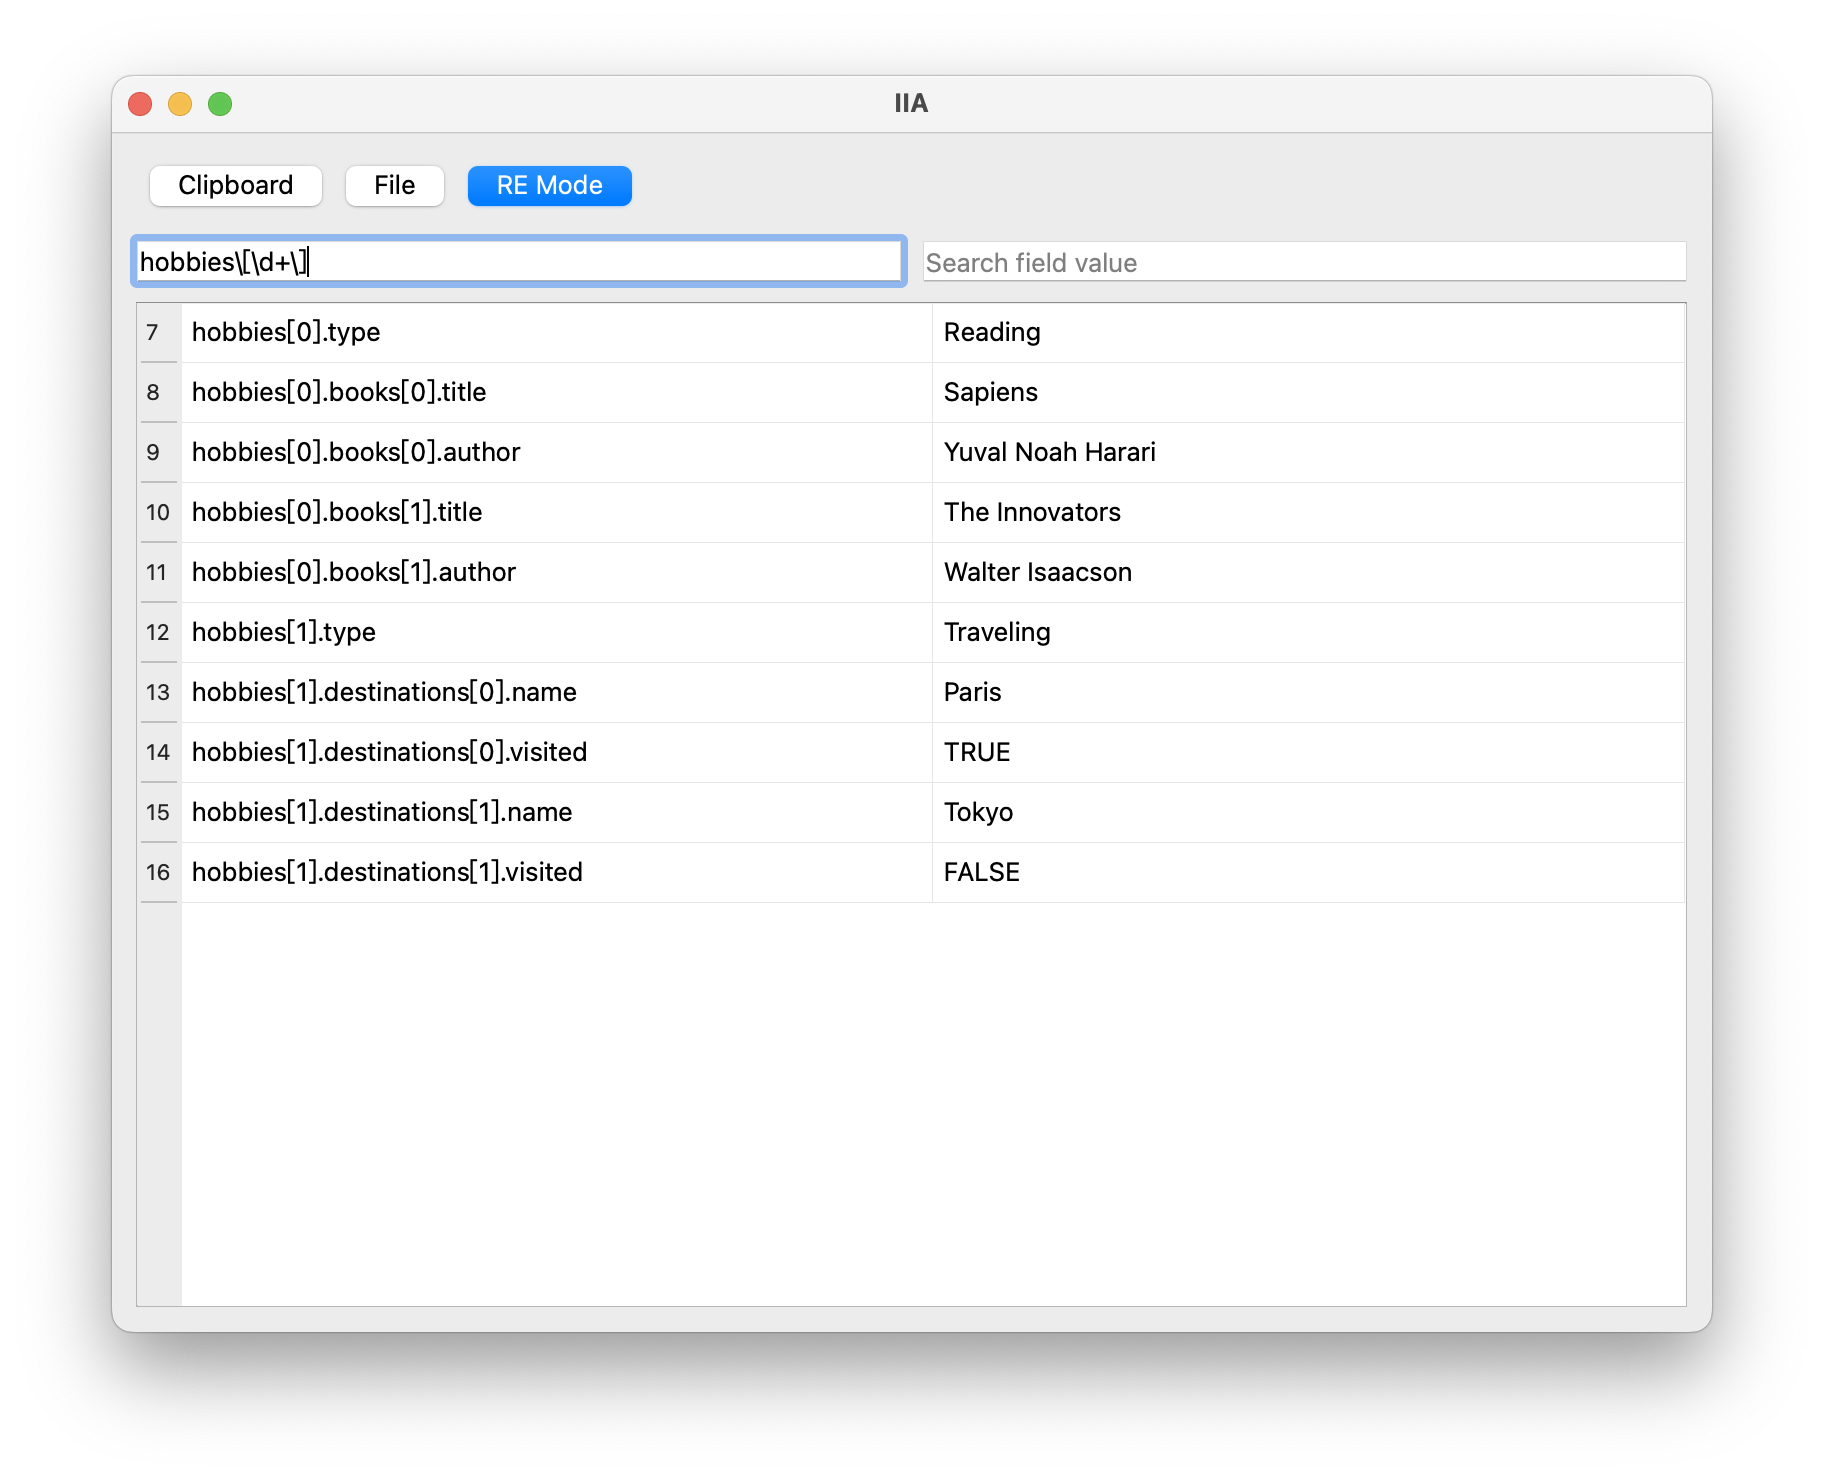 IIA
Clipboard File RE Mode
hobbies\[\d+\] Search field value
7 hobbies[0].type Reading
8 hobbies[0].books[0].title Sapiens
9 hobbies[0].books[0].author Yuval Noah Harari
10 hobbies[0].books[1].title The Innovators
11 hobbies[0].books[1].author Walter Isaacson
12 hobbies[1].type Traveling
13 hobbies[1].destinations[0].name Paris
14 hobbies[1].destinations[0].visited TRUE
15 hobbies[1].destinations[1].name Tokyo
16 hobbies[1].destinations[1].visited FALSE